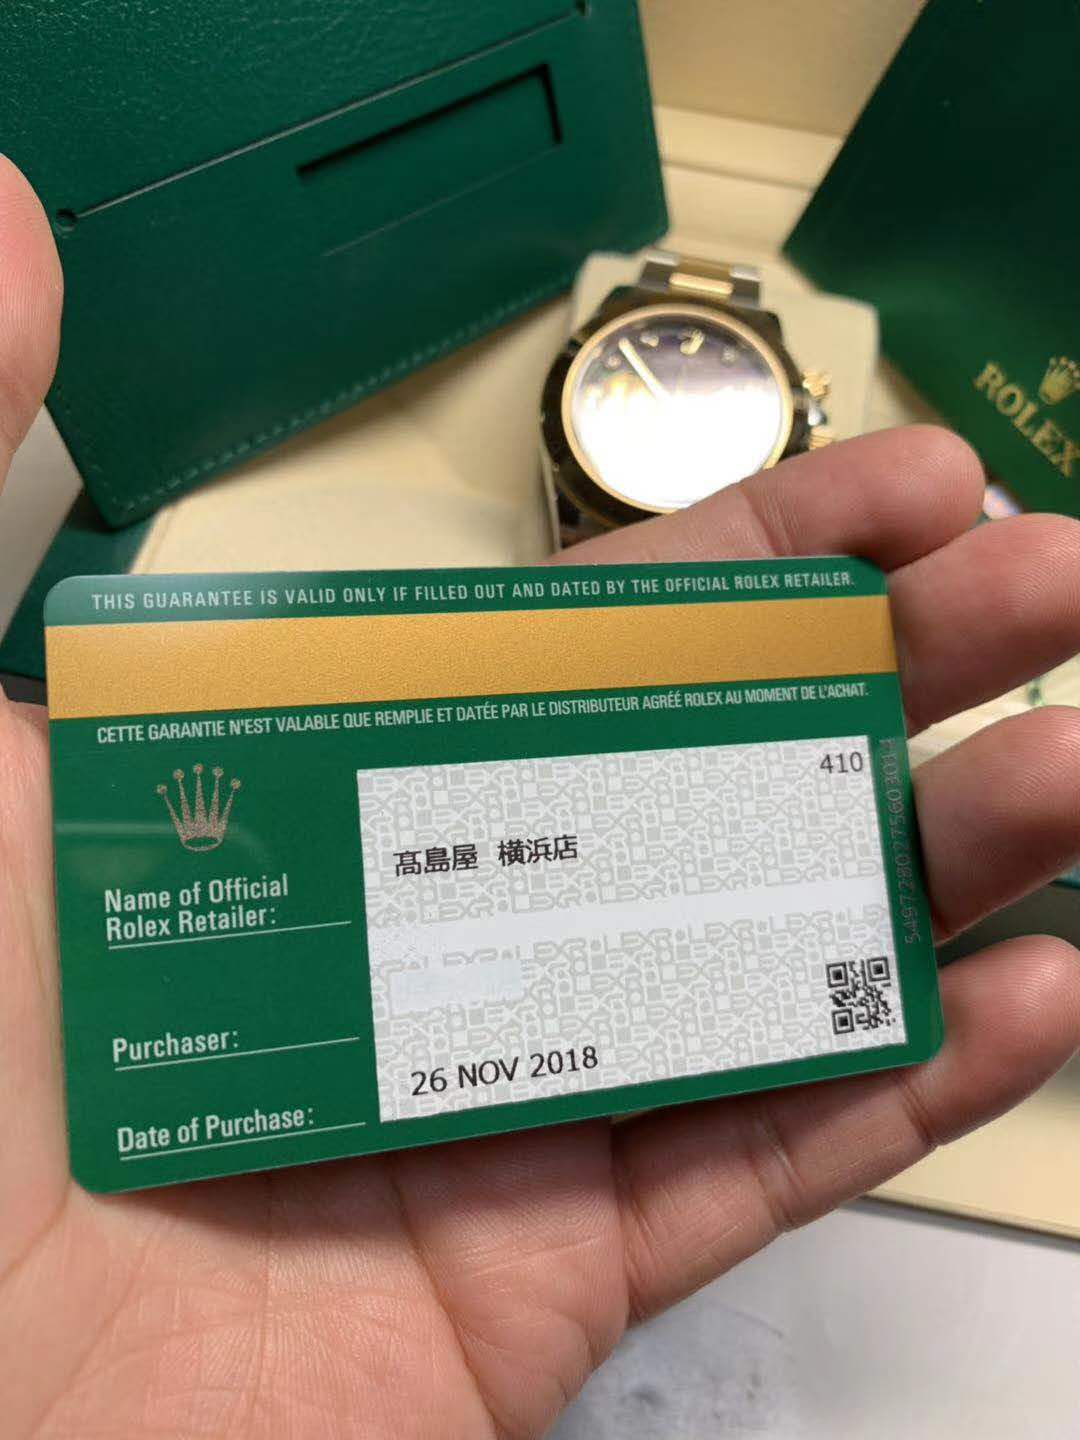 ROLEX
THIS GUARANTEE IS VALID ONLY IF FILLED OUT AND DATED BY THE OFFICIAL ROLEX RETAILER.
CETTE GARANTIE N'EST VALABLE QUE REMPLIE ET DATÉE PAR LE DISTRIBUTEUR AGRÉÉ ROLEX AU MOMENT DE L'ACHAT.
410
Name of Official
Rolex Retailer:
髙島屋 横浜店
Purchaser:
Date of Purchase:
26 NOV 2018